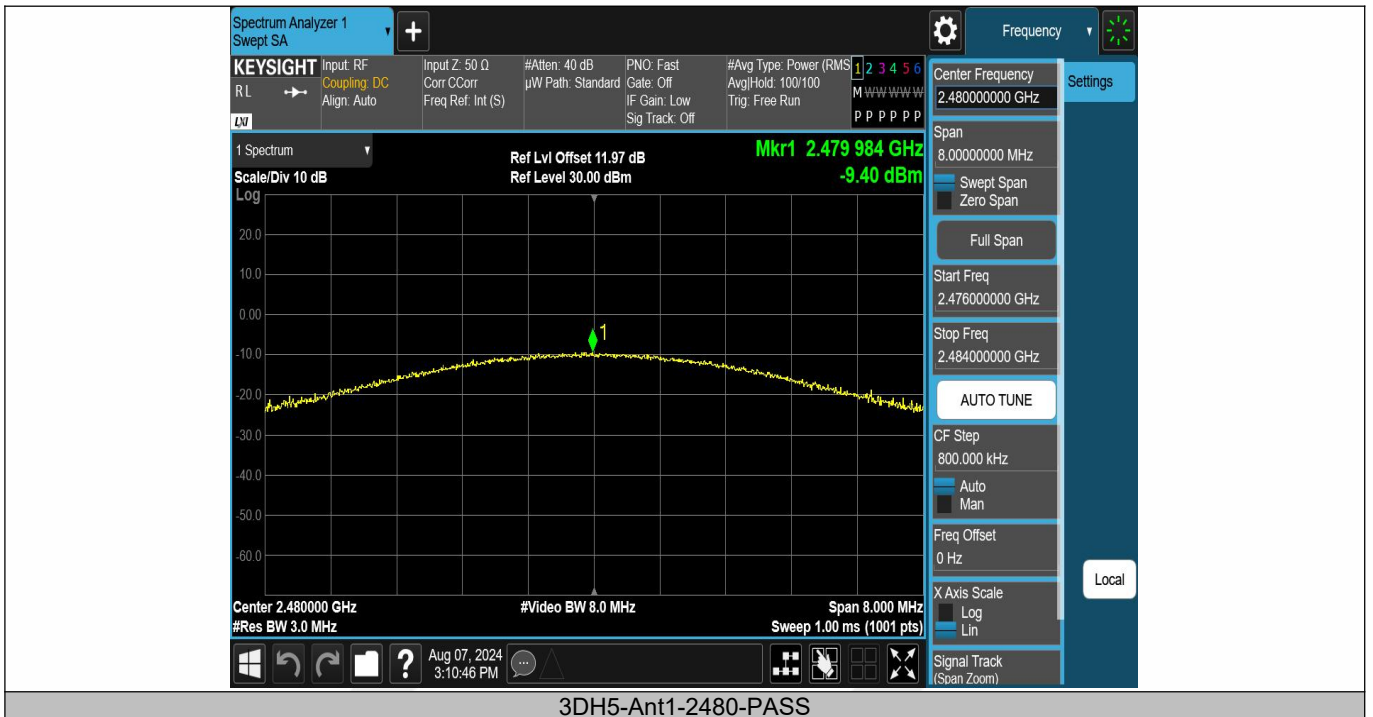 Spectrum Analyzer 1
Swept SA
+
Frequency
KEYSIGHT
RL
LXI
Input: RF
Coupling: DC
Align: Auto
Input Z: 50 Ω
Corr CCorr
Freq Ref: Int (S)
#Atten: 40 dB
µW Path: Standard
PNO: Fast
Gate: Off
IF Gain: Low
Sig Track: Off
#Avg Type: Power (RMS
Avg|Hold: 100/100
Trig: Free Run
1 2 3 4 5 6
M W W W W W
P P P P P P
1 Spectrum
Scale/Div 10 dB
Log
Ref Lvl Offset 11.97 dB
Ref Level 30.00 dBm
Mkr1 2.479 984 GHz
-9.40 dBm
20.0
10.0
0.00
-10.0
-20.0
-30.0
-40.0
-50.0
-60.0
1
Center 2.480000 GHz
#Res BW 3.0 MHz
#Video BW 8.0 MHz
Span 8.000 MHz
Sweep 1.00 ms (1001 pts)
Center Frequency
2.480000000 GHz
Settings
Span
8.00000000 MHz
Swept Span
Zero Span
Full Span
Start Freq
2.476000000 GHz
Stop Freq
2.484000000 GHz
AUTO TUNE
CF Step
800.000 kHz
Auto
Man
Freq Offset
0 Hz
Local
X Axis Scale
Log
Lin
Signal Track
(Span Zoom)
?
Aug 07, 2024
3:10:46 PM
3DH5-Ant1-2480-PASS